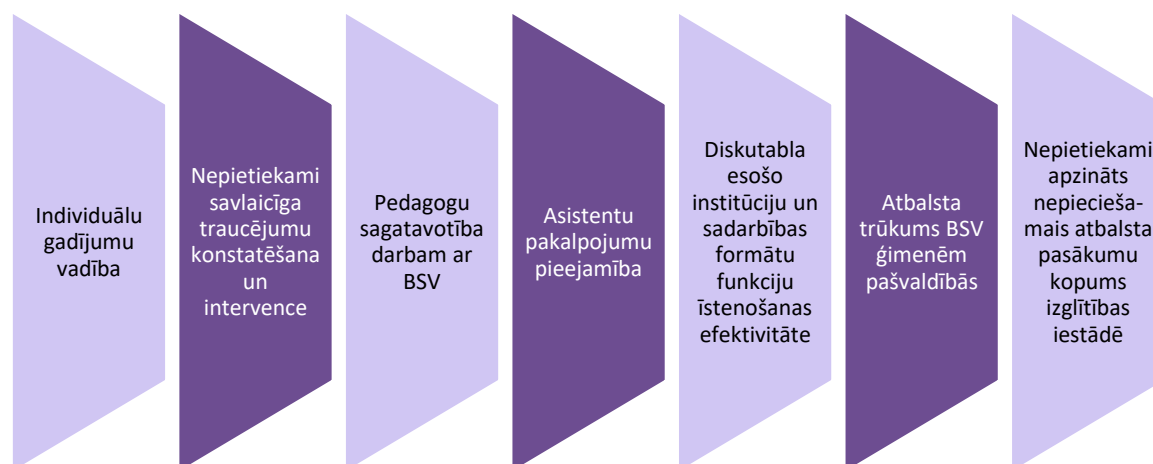 Individuālu
gadījumu
vadība
Nepietiekami
savlaicīga
traucējumu
konstatēšana
un
intervence
Pedagogu
sagatavotība
darbam ar
BSV
Asistentu
pakalpojumu
pieejamība
Diskutabla
esošo
institūciju un
sadarbības
formātu
funkciju
īstenošanas
efektivitāte
Atbalsta
trūkums BSV
ģimenēm
pašvaldībās
Nepietiekami
apzināts
nepiecieša-
mais atbalsta
pasākumu
kopums
izglītības
iestādē